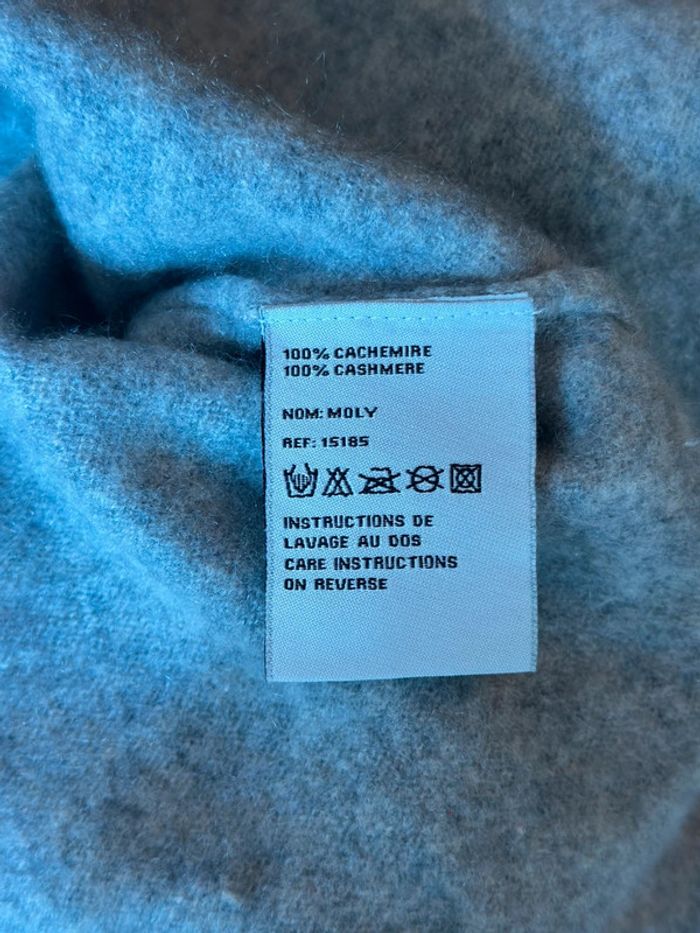 100% CACHEMIRE
100% CASHMERE
NOM: MOLY
REF: 15185
INSTRUCTIONS DE
LAVAGE AU DOS
CARE INSTRUCTIONS
ON REVERSE